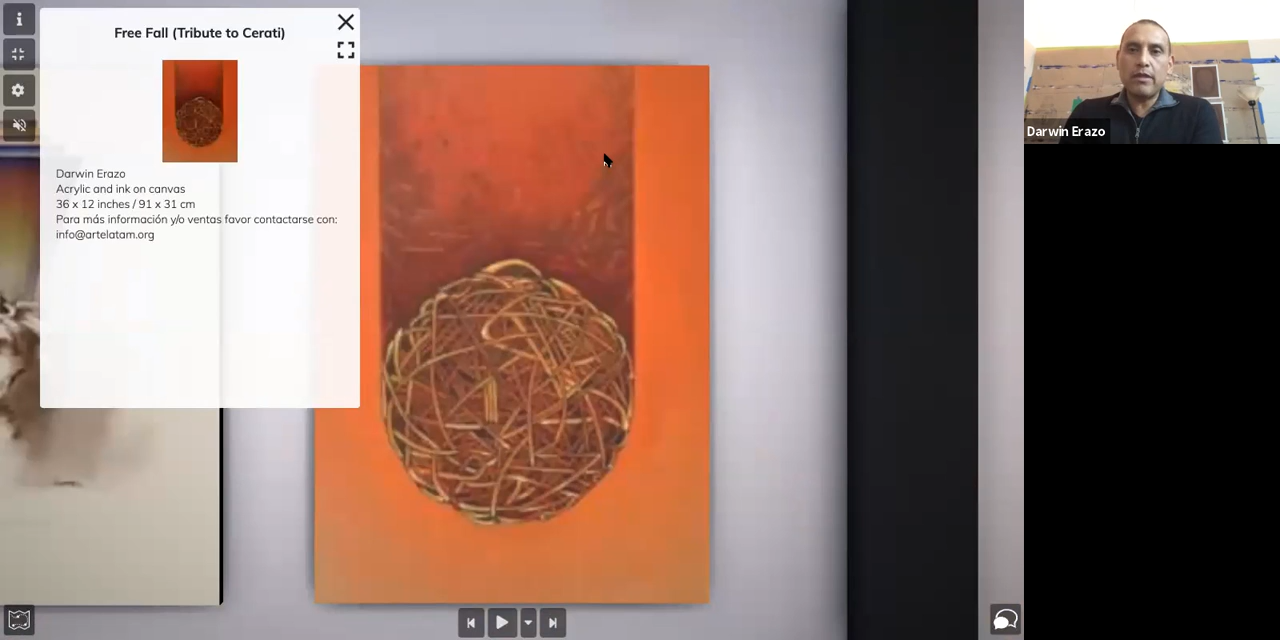 Free Fall (Tribute to Cerati)
Darwin Erazo
Acrylic and ink on canvas
36 x 12 inches / 91 x 31 cm
Para más información y/o ventas favor contactarse con:
info@artelatam.org
Darwin Erazo